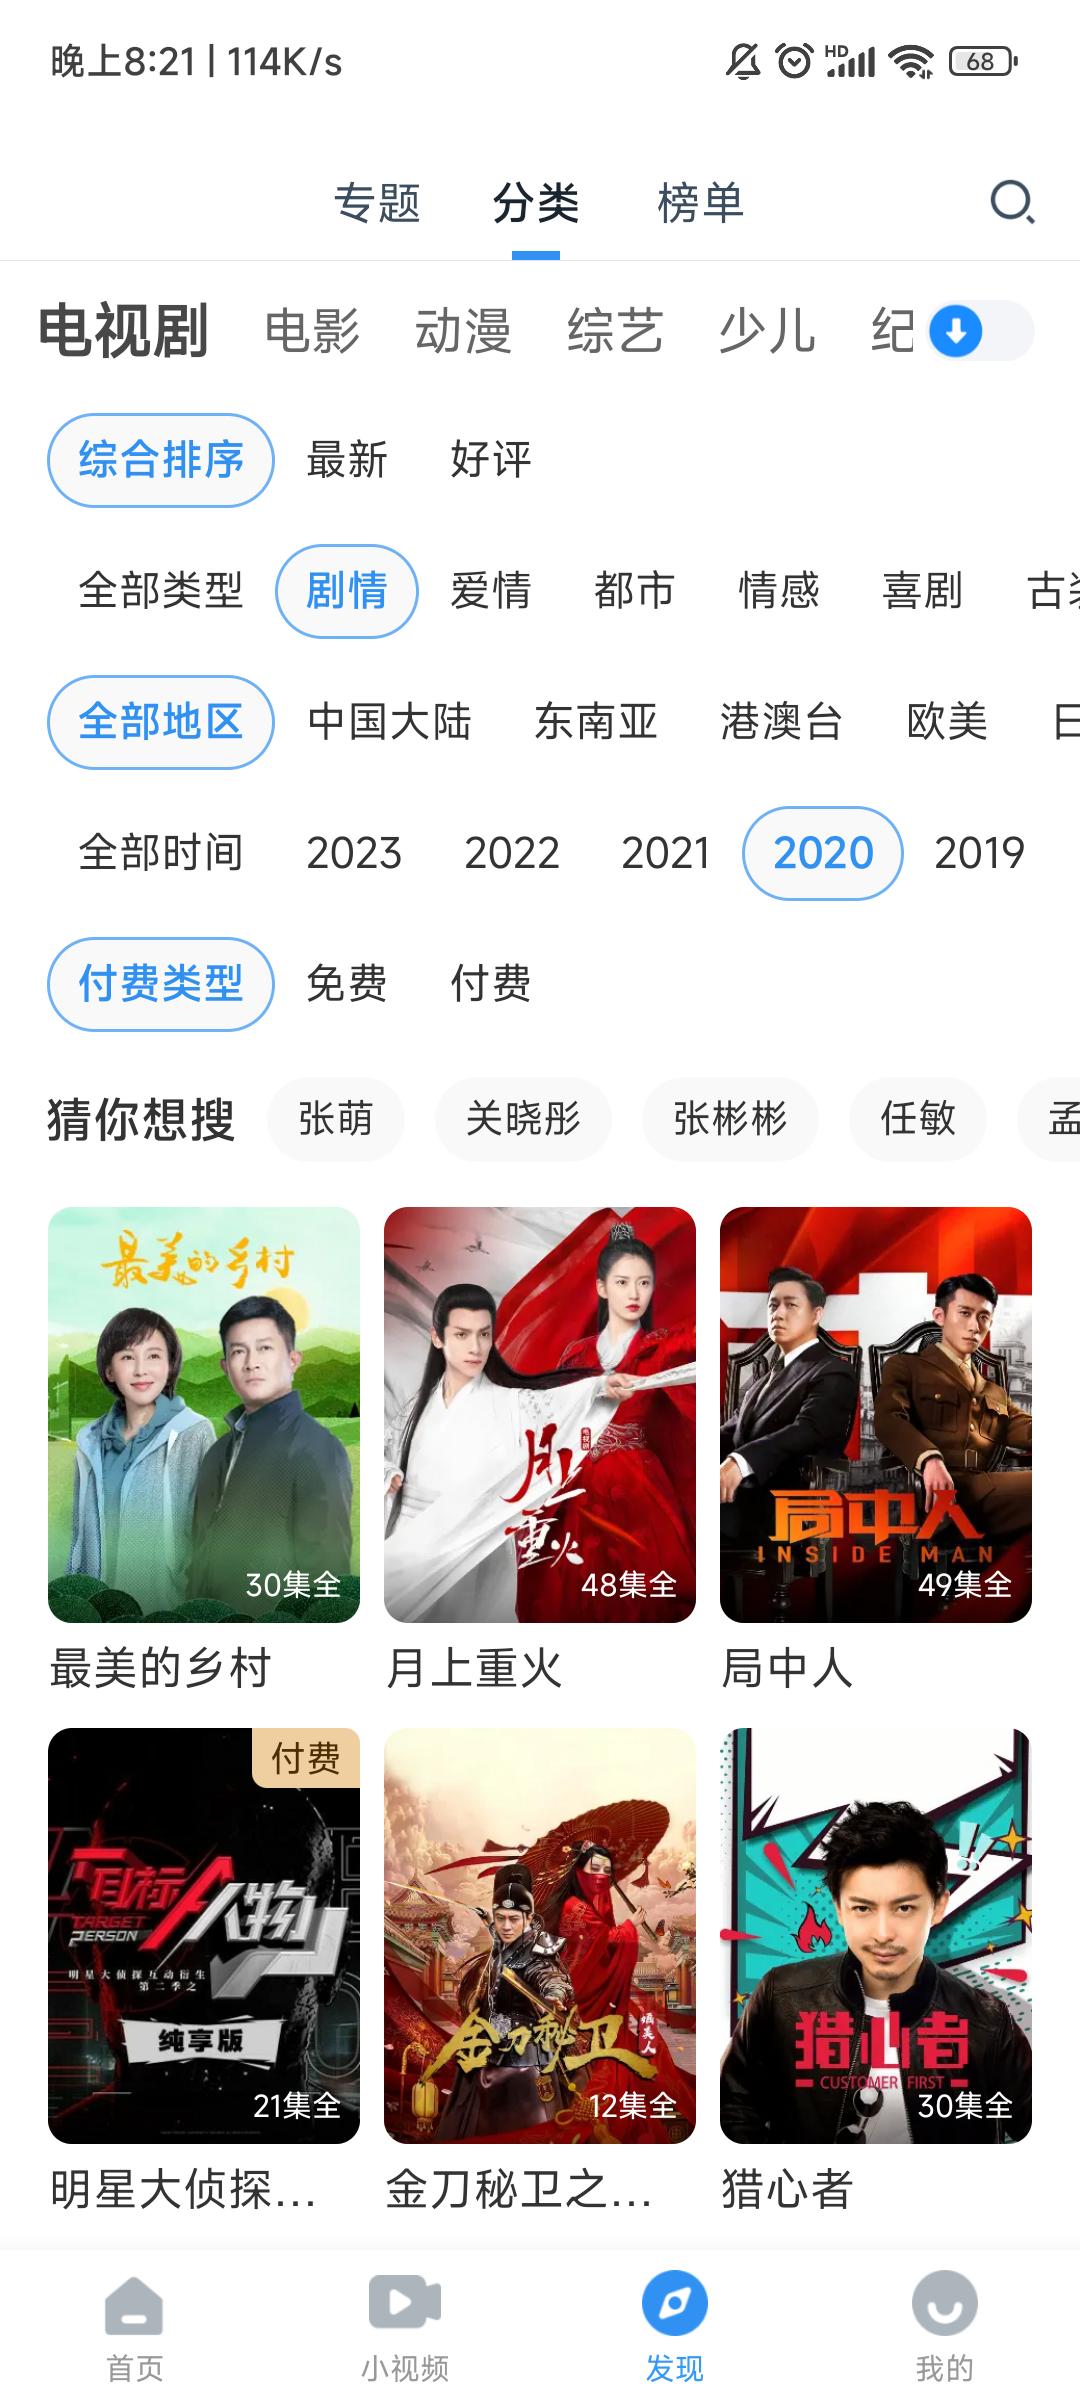 晚上8:21 | 114K/s
HD
68
专题 分类 榜单
电视剧 电影 动漫 综艺 少儿 纪
综合排序 最新 好评
全部类型 剧情 爱情 都市 情感 喜剧 古装
全部地区 中国大陆 东南亚 港澳台 欧美 日
全部时间 2023 2022 2021 2020 2019
付费类型 免费 付费
猜你想搜 张萌 关晓彤 张彬彬 任敏 孟
最美的乡村
30集全
月上重火
48集全
局中人
INSIDE MAN
49集全
最美的乡村 月上重火 局中人
付费
目标人物
TARGET
PERSON
明星大侦探互动衍生
第二季之
纯享版
21集全
金刀秘卫
12集全
猎心者
CUSTOMER FIRST
30集全
明星大侦探... 金刀秘卫之... 猎心者
首页 小视频 发现 我的